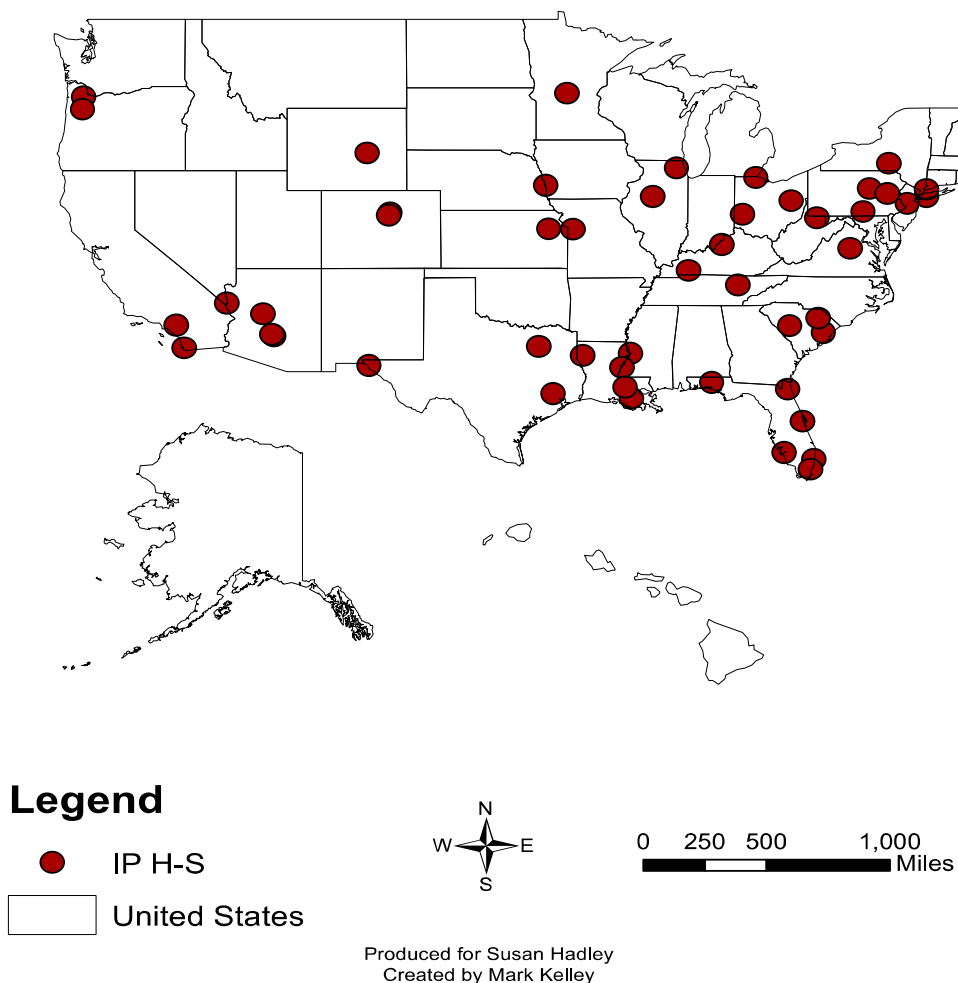 Legend
IP H-S
United States
N
W E
S
0 250 500 1,000
Miles
Produced for Susan Hadley
Created by Mark Kelley